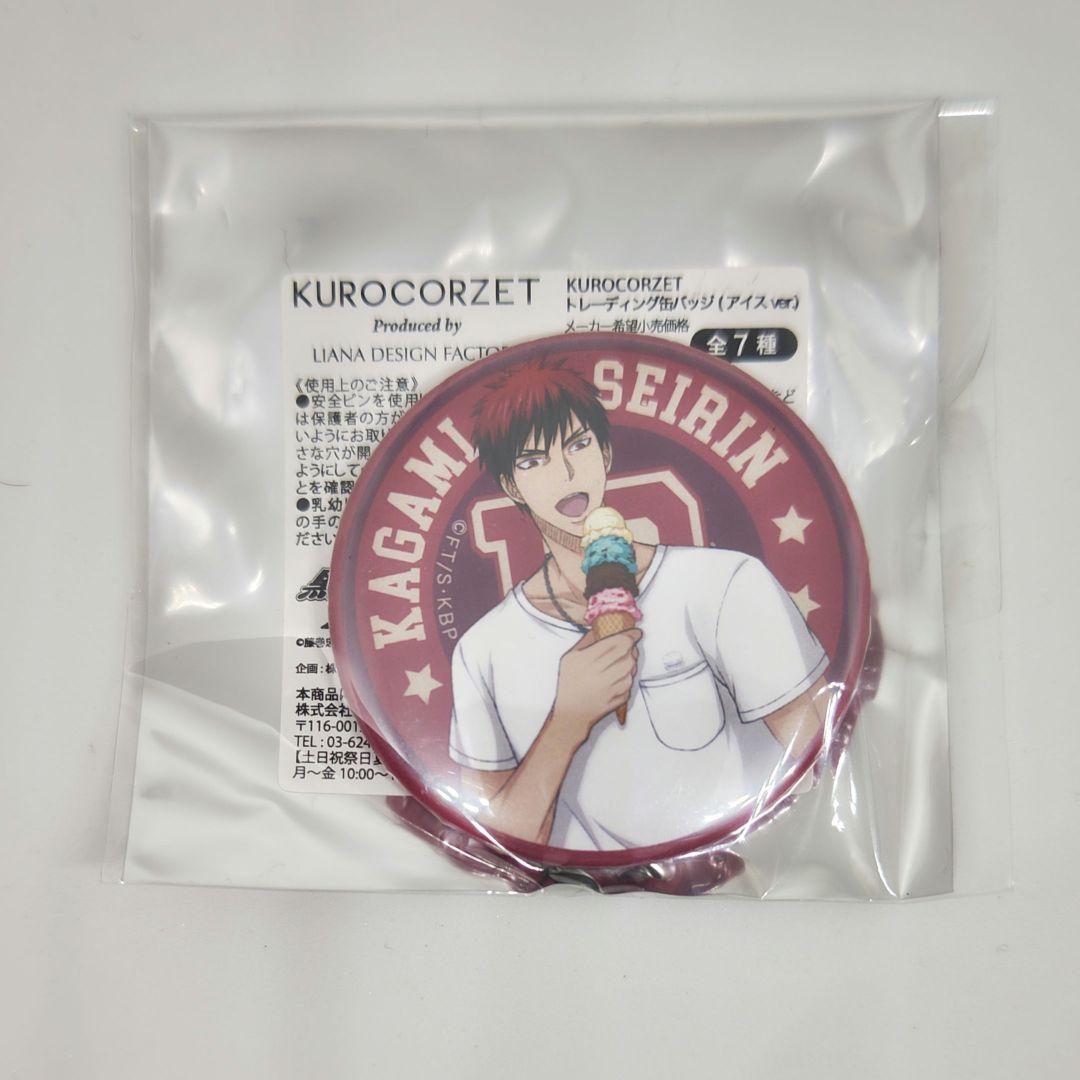 KUROCORZET
Produced by
LIANA DESIGN FACTO
KUROCORZET
トレーディング缶バッジ (アイス ver.)
メーカー希望小売価格
全7種
《使用上のご注意》
●安全ピンを使用
は保護者の方が
いようにお取り
さな穴が開
ようにして
とを確認
●乳幼
の手の
ださい
©藤巻
企画:株
本商品に
株式会社
〒116-001
TEL : 03-624
【土日祝祭日
月～金 10:00～
KAGAMI
SEIRIN
©FT/S・KBP